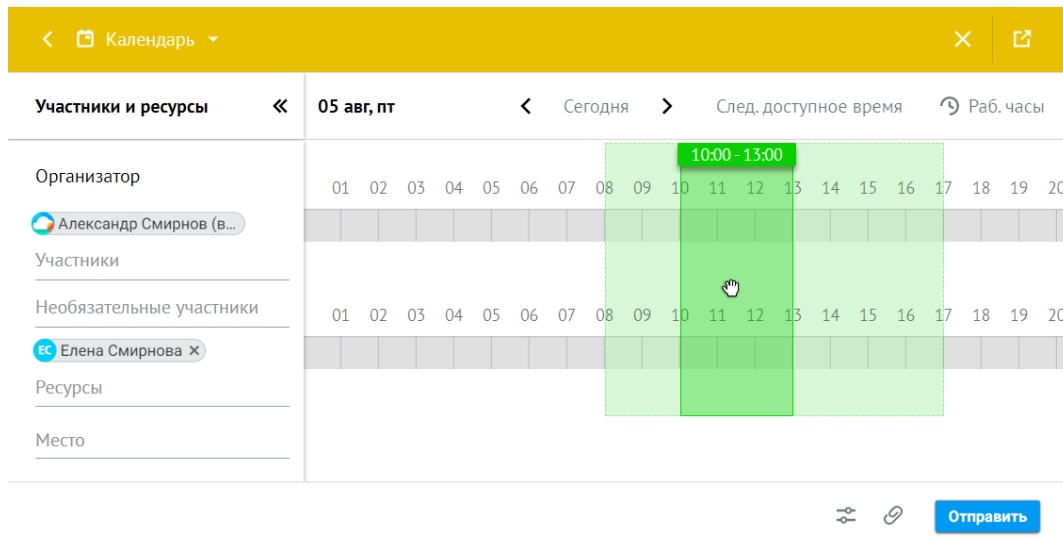 Календарь
Участники и ресурсы
05 авг, пт
Сегодня
След. доступное время
Раб. часы
10:00 - 13:00
Организатор
01 02 03 04 05 06 07 08 09 10 11 12 13 14 15 16 17 18 19 20
Александр Смирнов (в...
Участники
Необязательные участники
01 02 03 04 05 06 07 08 09 10 11 12 13 14 15 16 17 18 19 20
ЕС Елена Смирнова
Ресурсы
Место
Отправить